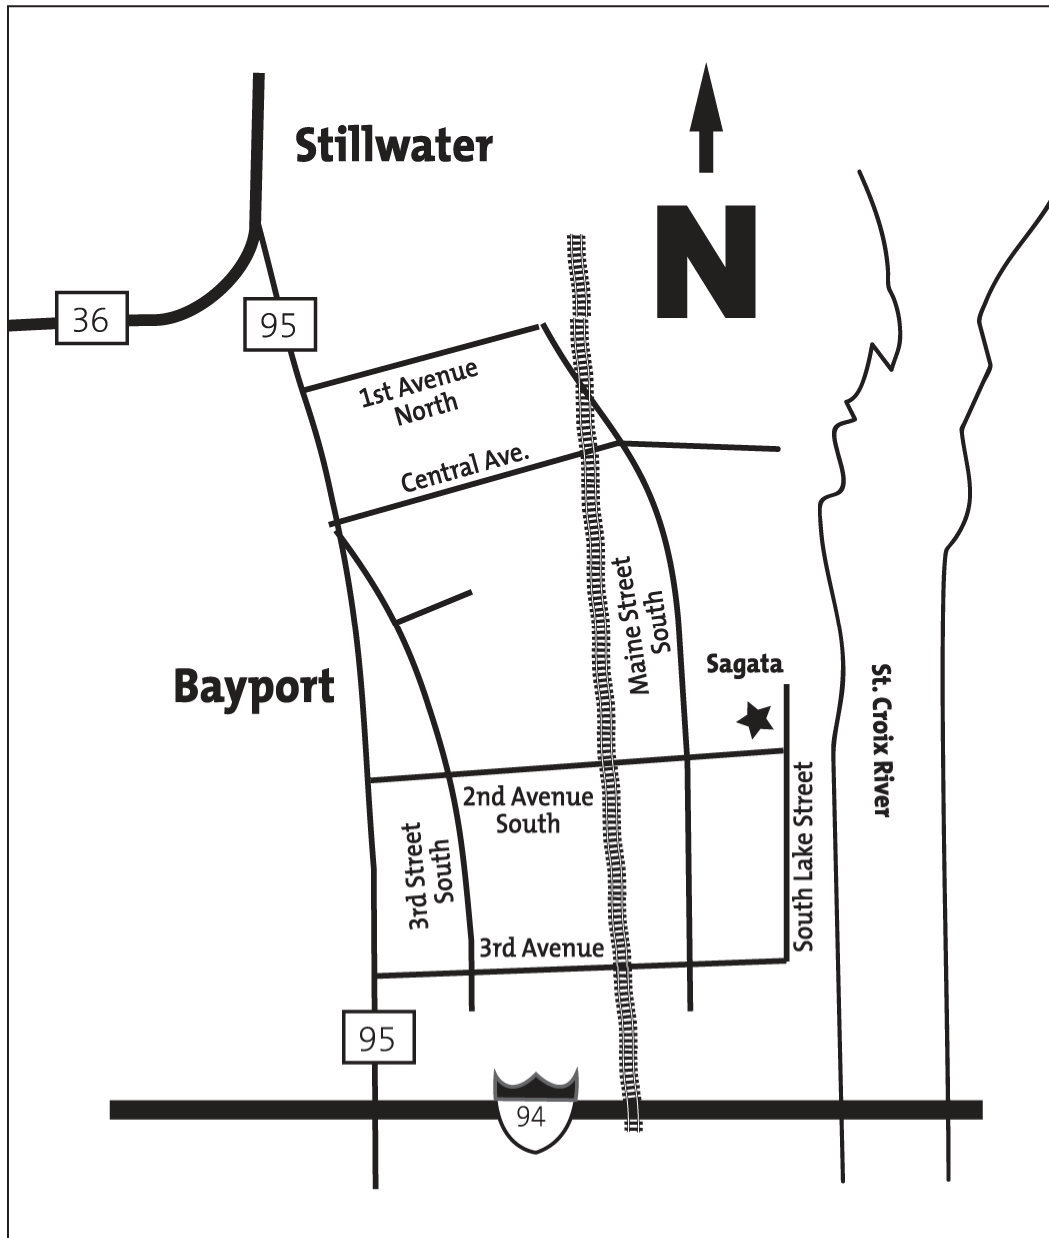 Stillwater
N
36
95
1st Avenue
North
Central Ave.
Maine Street
South
Sagata
Bayport
St. Croix River
2nd Avenue
South
South Lake Street
3rd Street
South
3rd Avenue
95
94